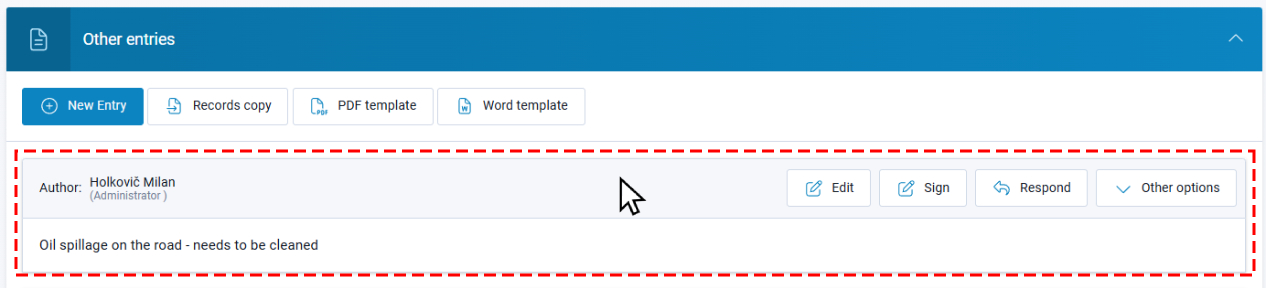 Other entries
New Entry
Records copy
PDF template
Word template
Author: Holkovič Milan
(Administrator )
Edit
Sign
Respond
Other options
Oil spillage on the road - needs to be cleaned